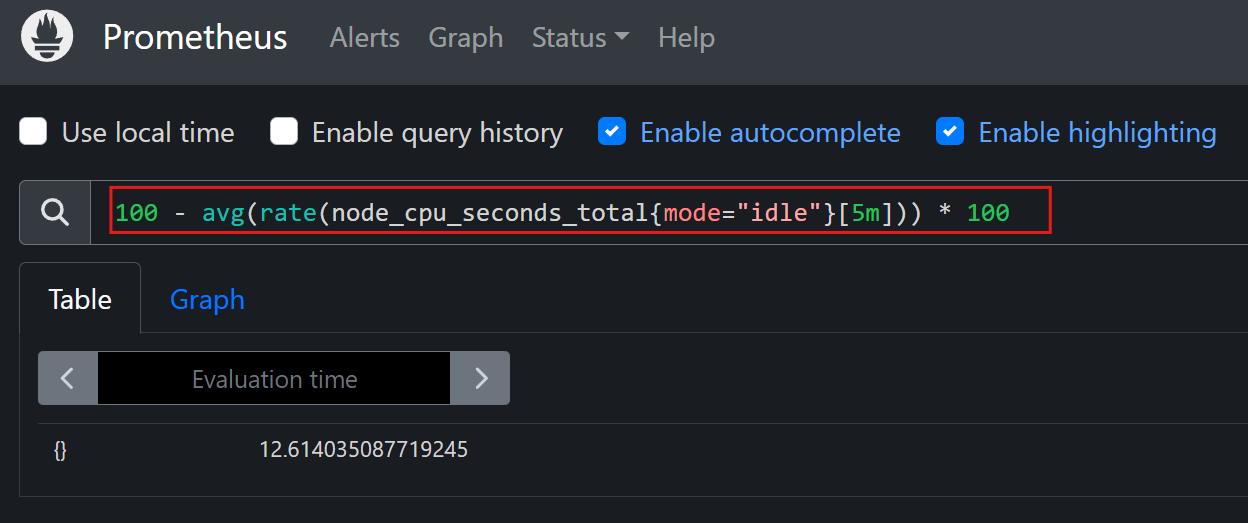 Prometheus Alerts Graph Status Help
Use local time Enable query history Enable autocomplete Enable highlighting
100 - avg(rate(node_cpu_seconds_total{mode="idle"}[5m])) * 100
Table Graph
Evaluation time
{} 12.614035087719245